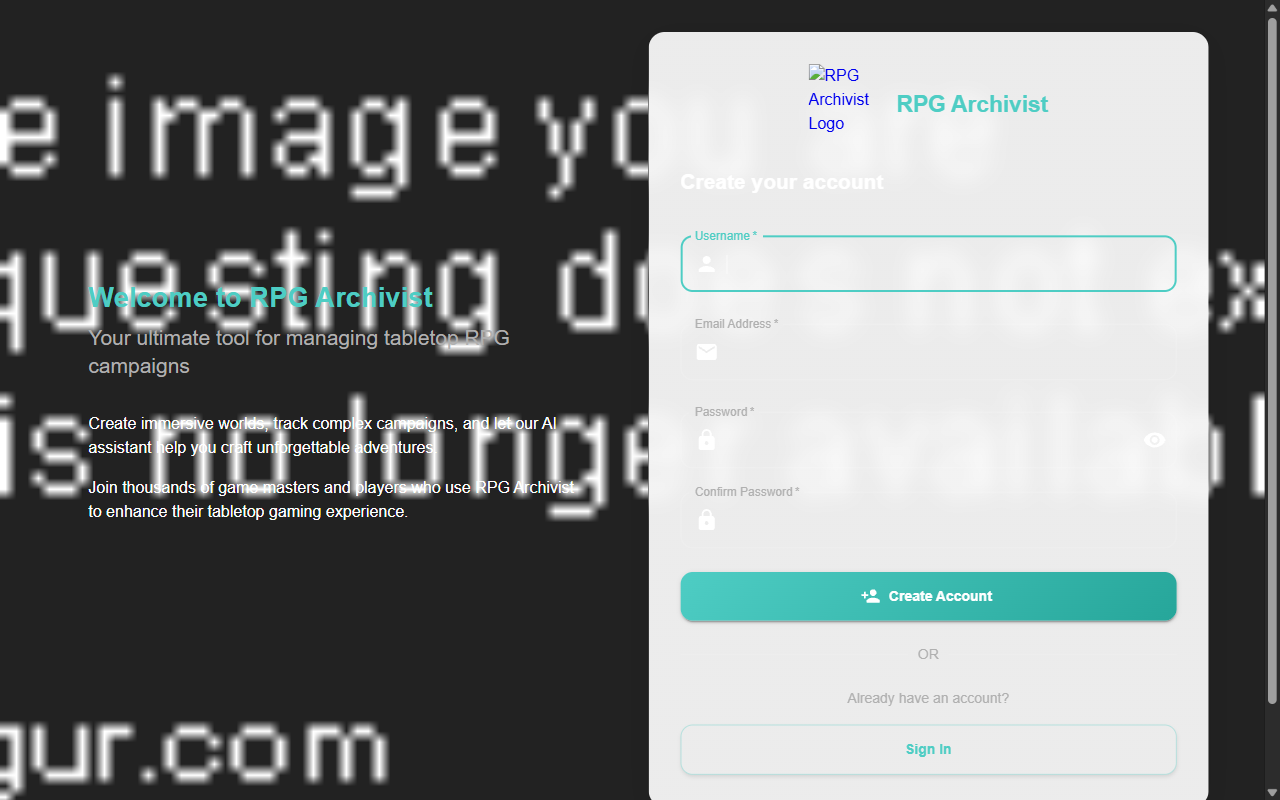 e image you are
questing does not ex
is no longer availabl
gur.com
Welcome to RPG Archivist
Your ultimate tool for managing tabletop RPG
campaigns
Create immersive worlds, track complex campaigns, and let our AI
assistant help you craft unforgettable adventures.
Join thousands of game masters and players who use RPG Archivist
to enhance their tabletop gaming experience.
RPG
Archivist
Logo
RPG Archivist
Create your account
Username *
Email Address *
Password *
Confirm Password *
Create Account
OR
Already have an account?
Sign In